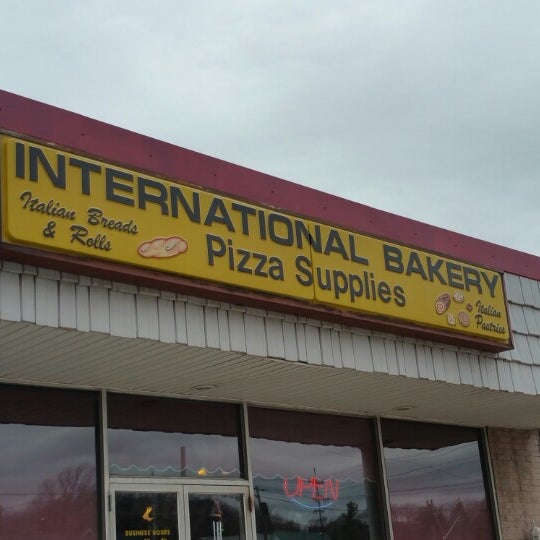 INTERNATIONAL BAKERY
Italian Breads
& Rolls
Pizza Supplies
Italian
Pastries
OPEN
BUSINESS HOURS